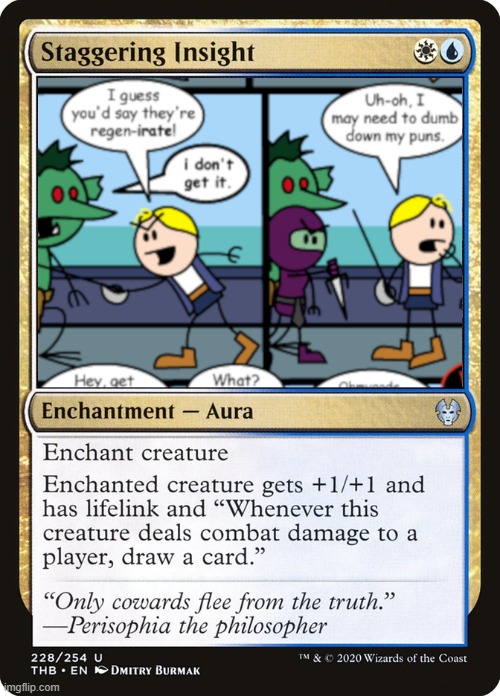 Staggering Insight
I guess
you'd say they're
regen-irate!
i don't
get it.
Uh-oh, I
may need to dumb
down my puns.
Hey, get
What?
Enchantment — Aura
Enchant creature
Enchanted creature gets +1/+1 and
has lifelink and “Whenever this
creature deals combat damage to a
player, draw a card.”
“Only cowards flee from the truth.”
—Perisophia the philosopher
228/254 U
THB • EN DMITRY BURMAK
™ & © 2020 Wizards of the Coast
imgflip.com